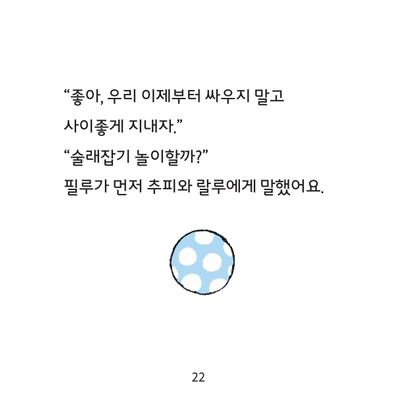 “좋아, 우리 이제부터 싸우지 말고
사이좋게 지내자.”
“술래잡기 놀이할까?”
필루가 먼저 추피와 랄루에게 말했어요.
22